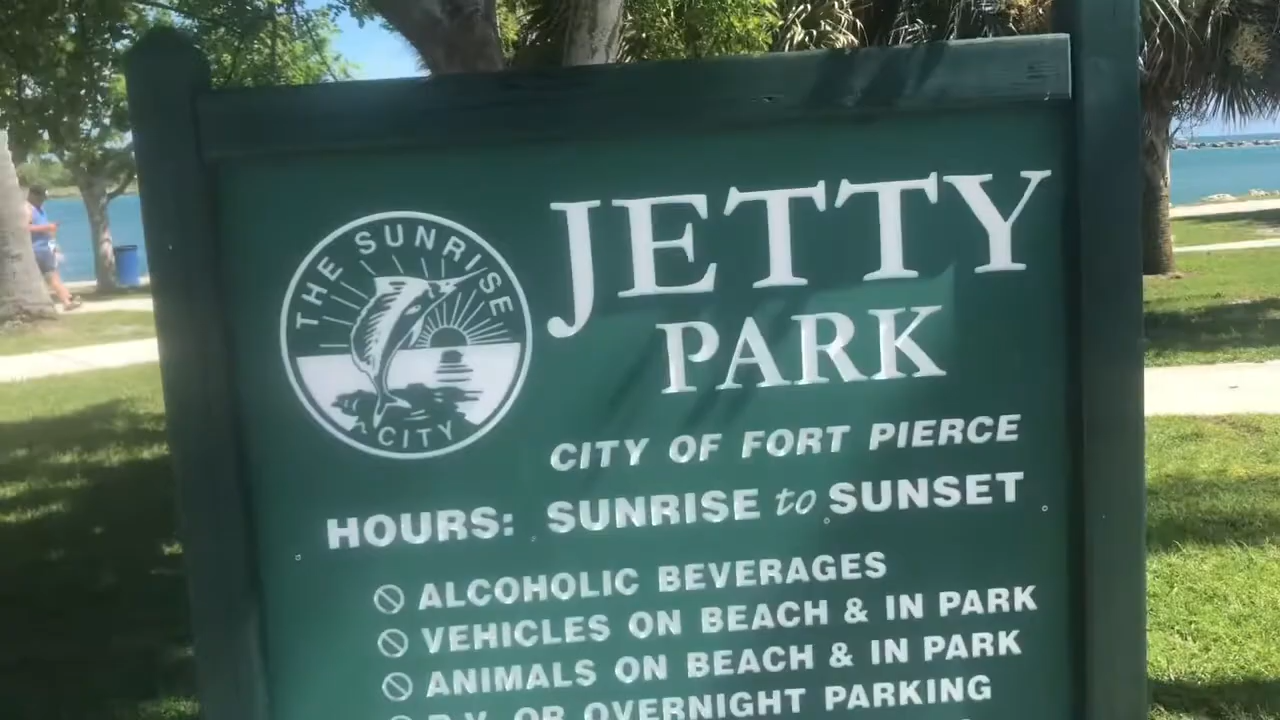 THE SUNRISE
CITY
JETTY
PARK
CITY OF FORT PIERCE
HOURS: SUNRISE to SUNSET
ALCOHOLIC BEVERAGES
VEHICLES ON BEACH & IN PARK
ANIMALS ON BEACH & IN PARK
R.V. OR OVERNIGHT PARKING